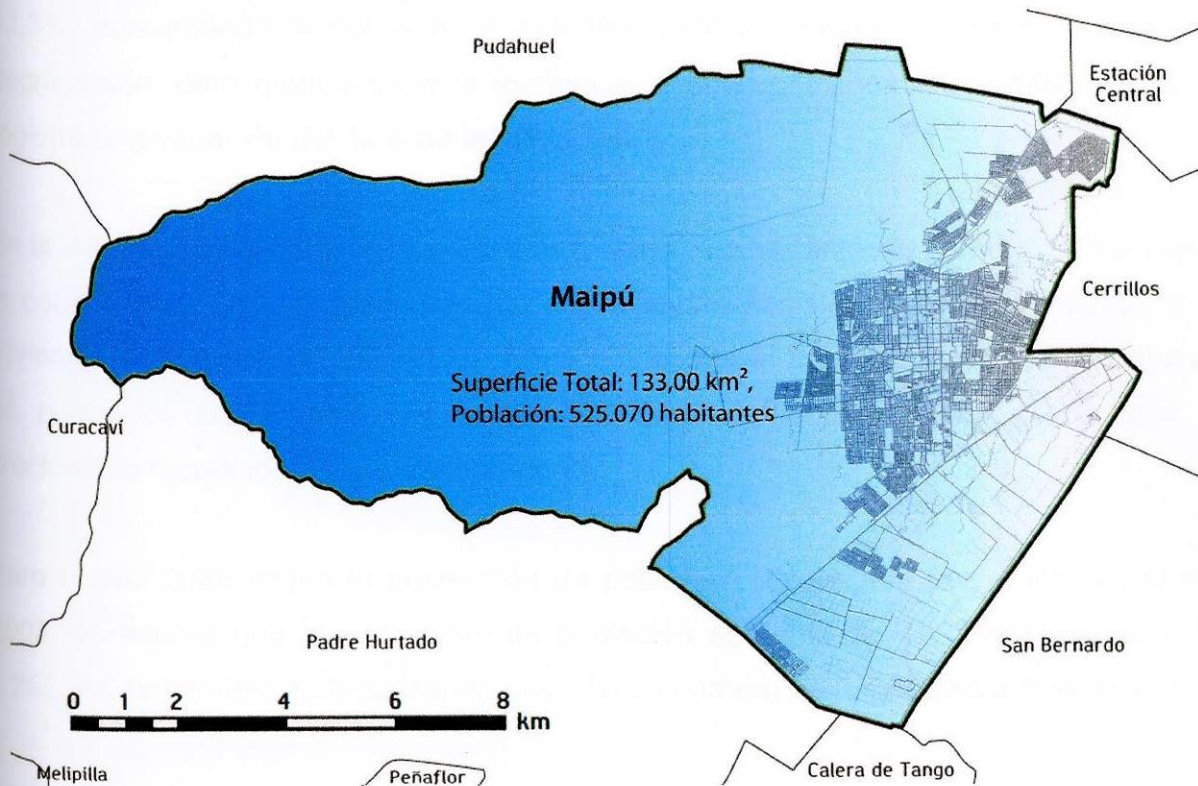 Pudahuel
Estación
Central
Maipú
Cerrillos
Superficie Total: 133,00 km²,
Población: 525.070 habitantes
Curacaví
Padre Hurtado
San Bernardo
0 1 2 4 6 8
km
Melipilla
Peñaflor
Calera de Tango